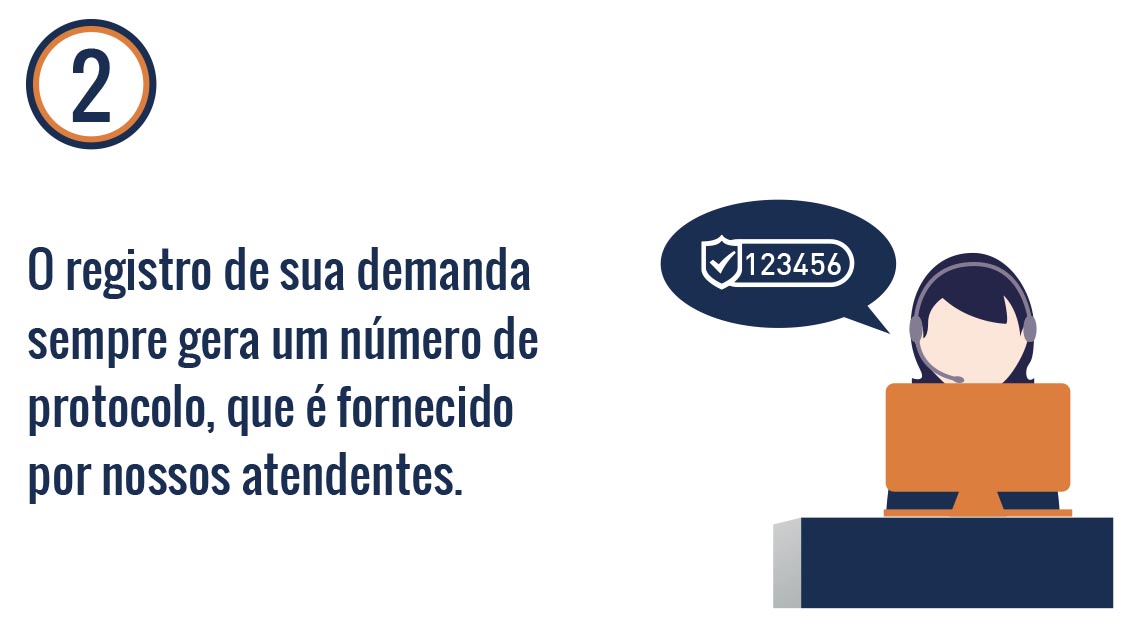 2
O registro de sua demanda
sempre gera um número de
protocolo, que é fornecido
por nossos atendentes.
123456